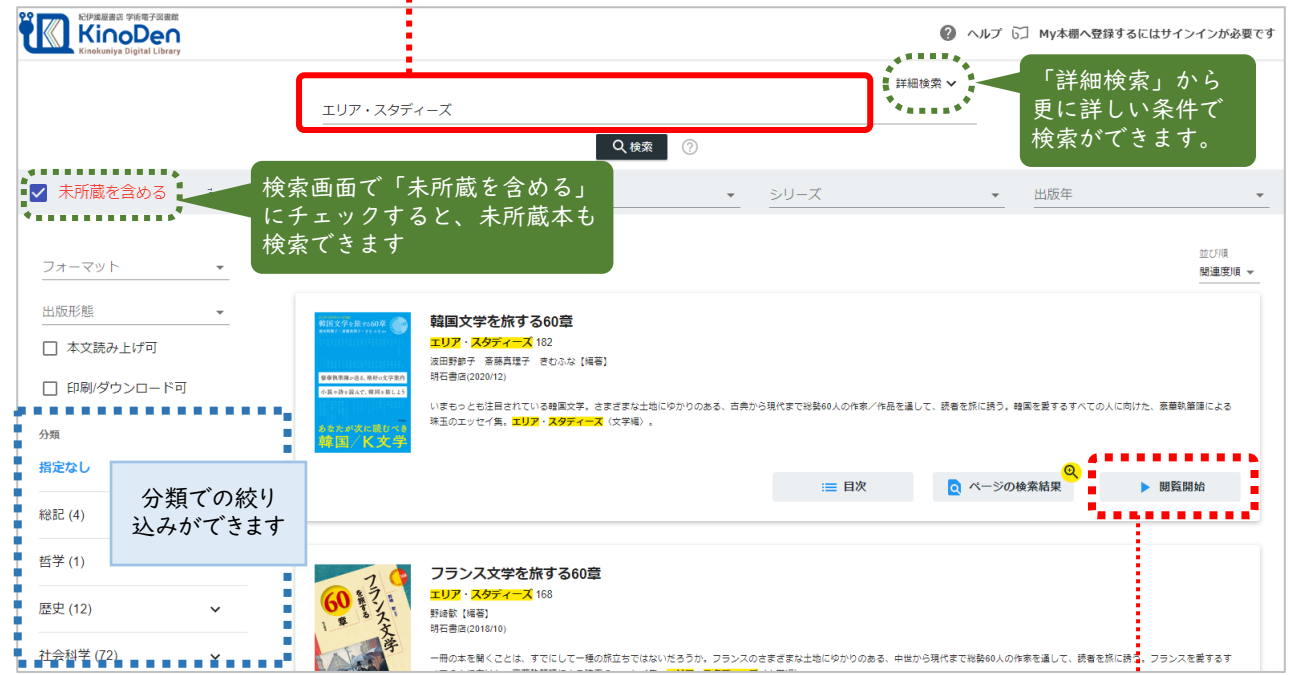 紀伊國屋書店 学術電子図書館
KinoDen
Kinokuniya Digital Library
ヘルプ
My本棚へ登録するにはサインインが必要です
エリア・スタディーズ
詳細検索
「詳細検索」から
更に詳しい条件で
検索ができます。
検索
未所蔵を含める
検索画面で「未所蔵を含める」
にチェックすると、未所蔵本も
検索できます
シリーズ
出版年
並び順
関連度順
フォーマット
出版形態
本文読み上げ可
印刷/ダウンロード可
分類
指定なし
総記 (4)
哲学 (1)
歴史 (12)
社会科学 (72)
分類での絞り
込みができます
韓国文学を旅する60章
あなたが次に読むべき
韓国/K文学
韓国文学を旅する60章
エリア・スタディーズ 182
波田野節子 斎藤真理子 きむふな【編著】
明石書店(2020/12)
いまもっとも注目されている韓国文学。さまざまな土地にゆかりのある、古典から現代まで総勢60人の作家/作品を通して、読者を旅に誘う。韓国を愛するすべての人に向けた、豪華執筆陣による
珠玉のエッセイ集。エリア・スタディーズ〈文学編〉。
目次
ページの検索結果
閲覧開始
フランス文学
を旅する
60
章
フランス文学を旅する60章
エリア・スタディーズ 168
野崎歓【編著】
明石書店(2018/10)
一冊の本を開くことは、すでにして一種の旅立ちではないだろうか。フランスのさまざまな土地にゆかりのある、中世から現代まで総勢60人の作家を通して、読者を旅に誘う。フランスを愛するす